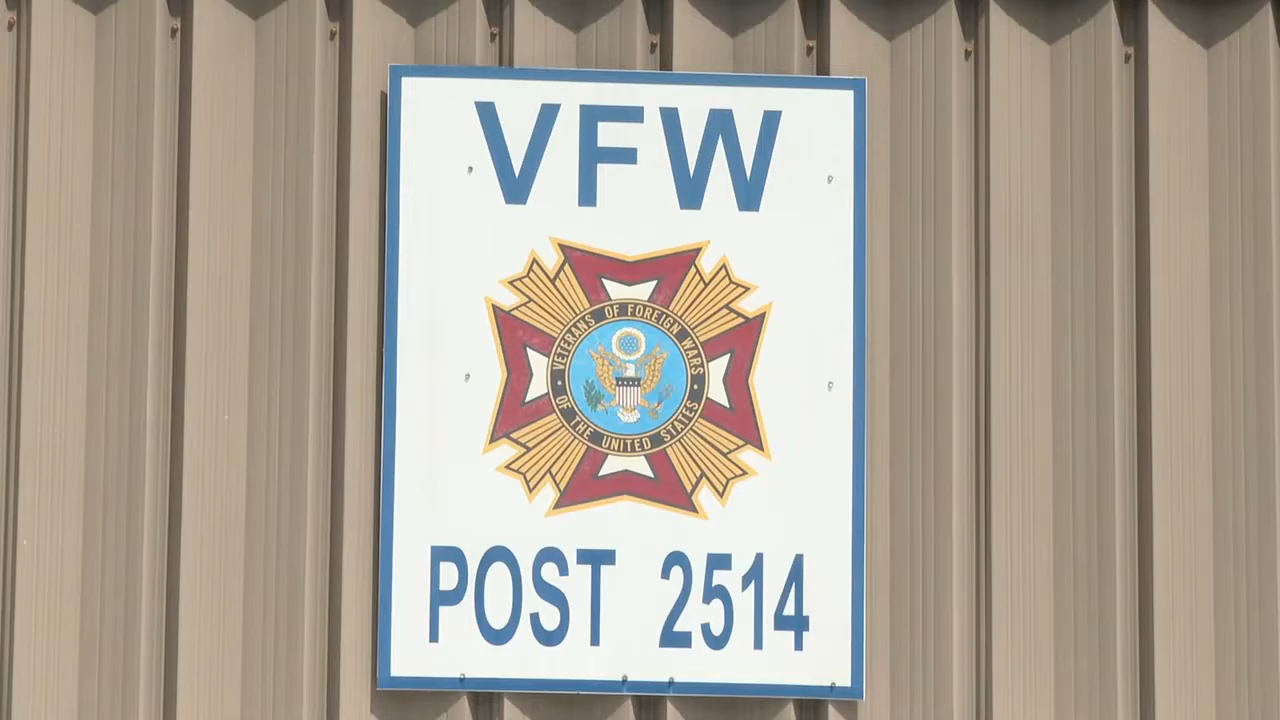 VFW
VETERANS OF FOREIGN WARS
OF THE UNITED STATES
POST 2514